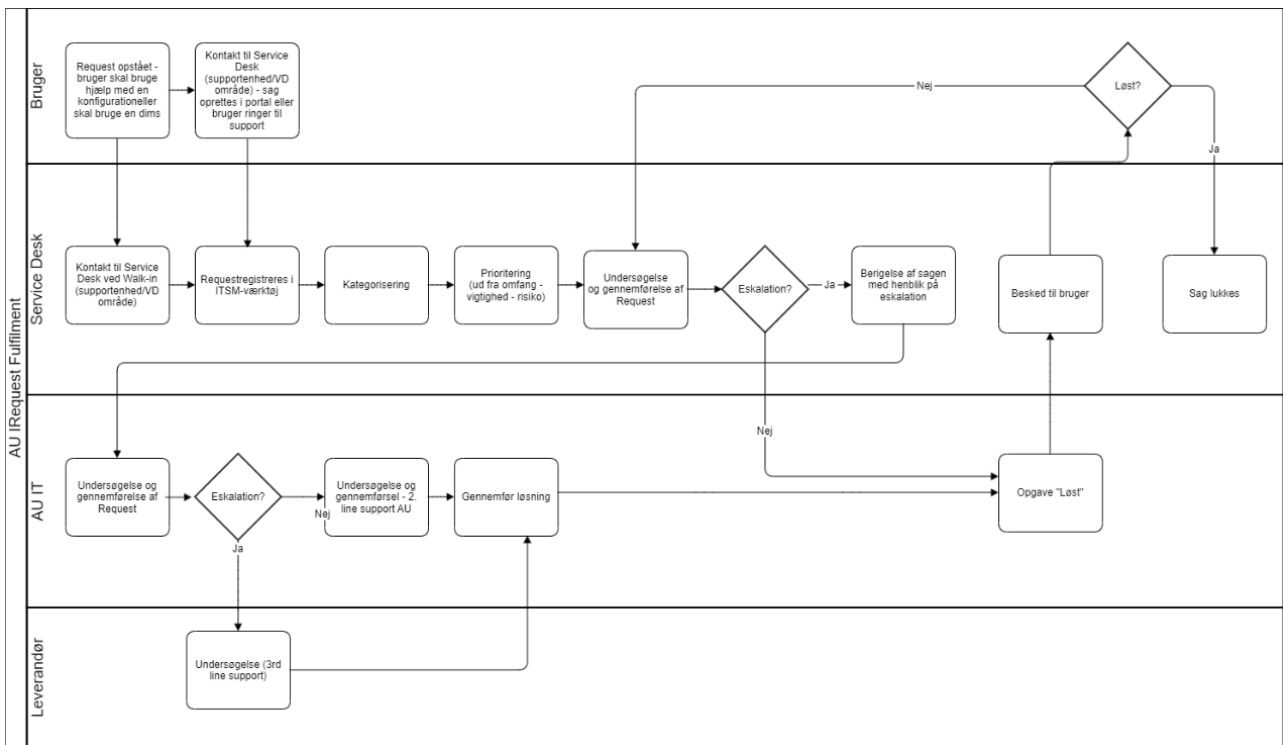 AU IRequest Fulfilment
Bruger
Request opstået -
bruger skal bruge
hjælp med en
konfigurationeller
skal bruge en dims
Kontakt til Service
Desk
(supportenhed/VD
område) - sag
oprettes i portal eller
bruger ringer til
support
Nej
Løst?
Ja
Service Desk
Kontakt til Service
Desk ved Walk-in
(supportenhed/VD
område)
Requestregistreres i
ITSM-værktøj
Kategorisering
Prioritering
(ud fra omfang -
vigtighed - risiko)
Undersøgelse
og gennemførelse af
Request
Eskalation?
Ja
Berigelse af sagen
med henblik på
eskalation
Besked til bruger
Sag lukkes
Nej
AU IT
Undersøgelse og
gennemførelse af
Request
Eskalation?
Nej
Ja
Undersøgelse og
gennemførsel - 2.
line support AU
Gennemfør løsning
Opgave "Løst"
Leverandør
Undersøgelse (3rd
line support)